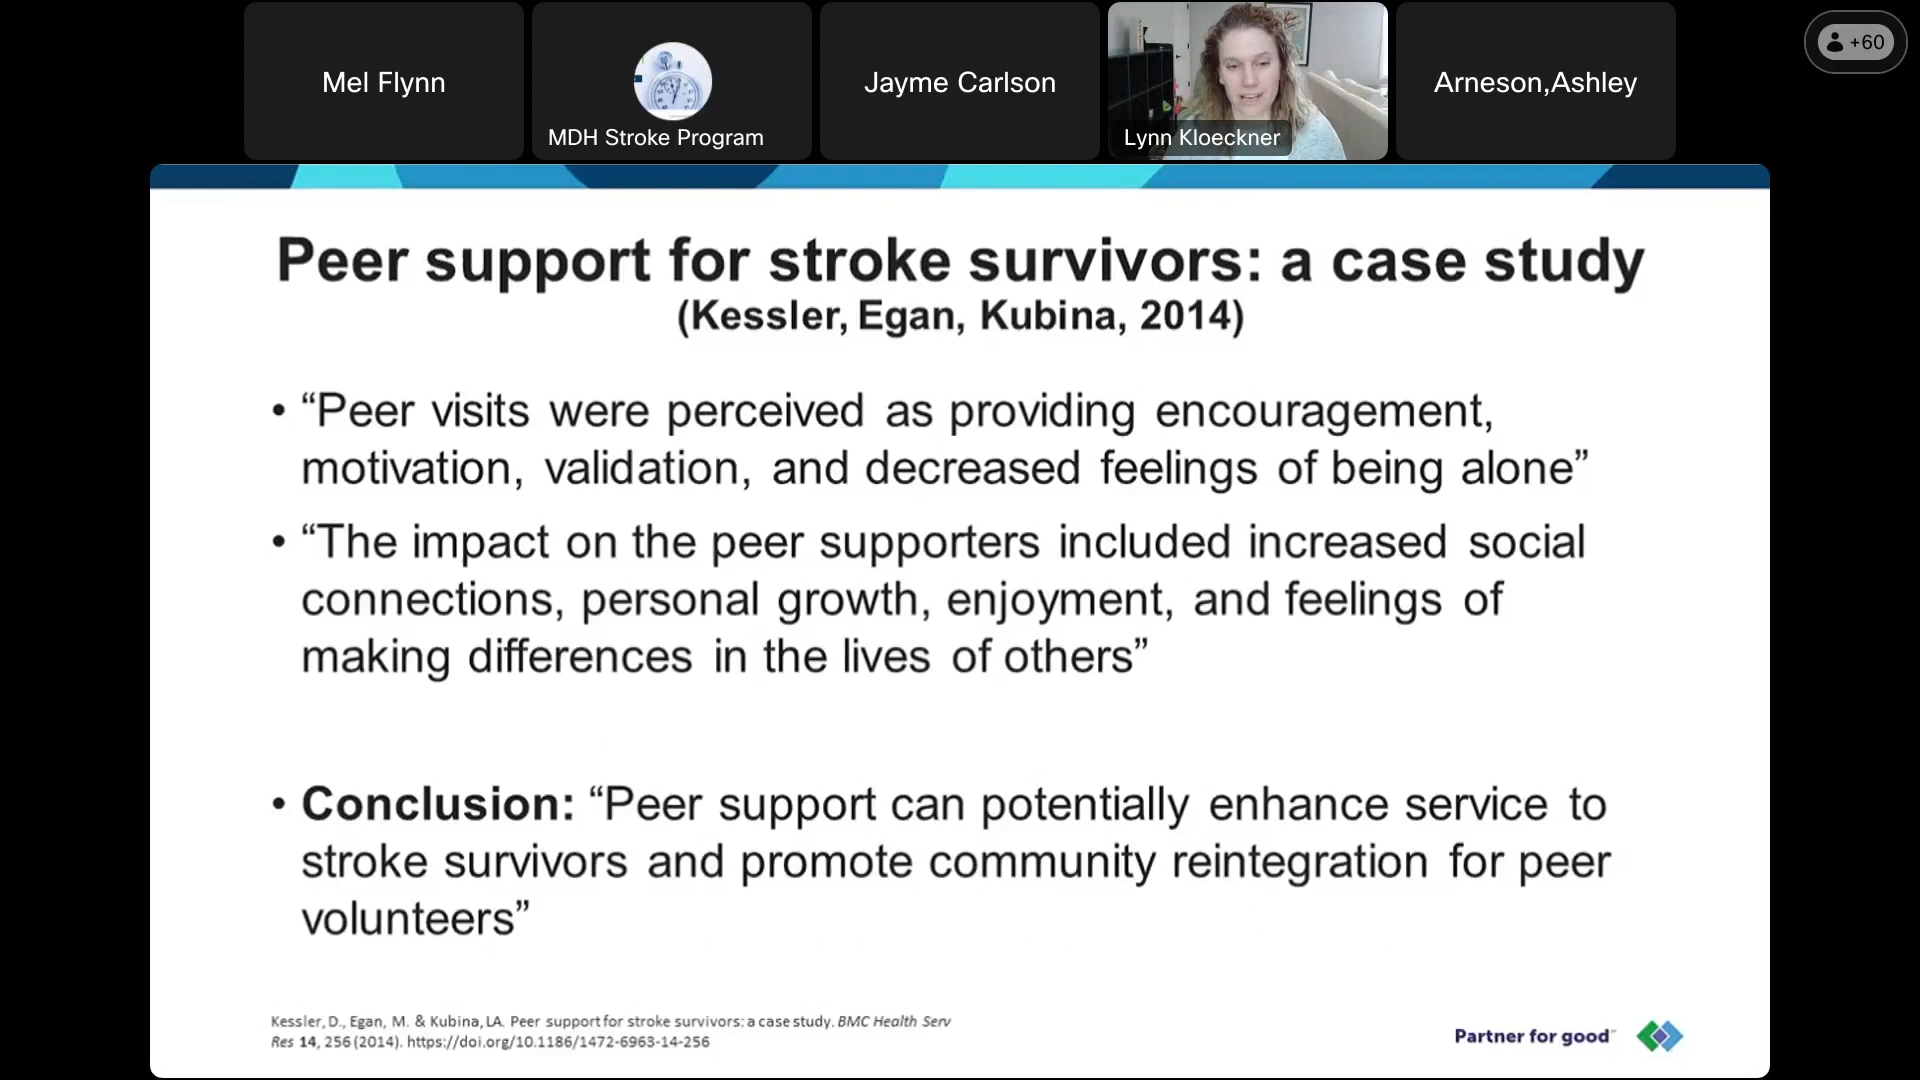 Mel Flynn
MDH Stroke Program
Jayme Carlson
Lynn Kloeckner
Arneson,Ashley
+60
Peer support for stroke survivors: a case study
(Kessler, Egan, Kubina, 2014)
• “Peer visits were perceived as providing encouragement,
motivation, validation, and decreased feelings of being alone”
• “The impact on the peer supporters included increased social
connections, personal growth, enjoyment, and feelings of
making differences in the lives of others”
• Conclusion: “Peer support can potentially enhance service to
stroke survivors and promote community reintegration for peer
volunteers”
Kessler, D., Egan, M. & Kubina, LA. Peer support for stroke survivors: a case study. BMC Health Serv
Res 14, 256 (2014). https://doi.org/10.1186/1472-6963-14-256
Partner for good™